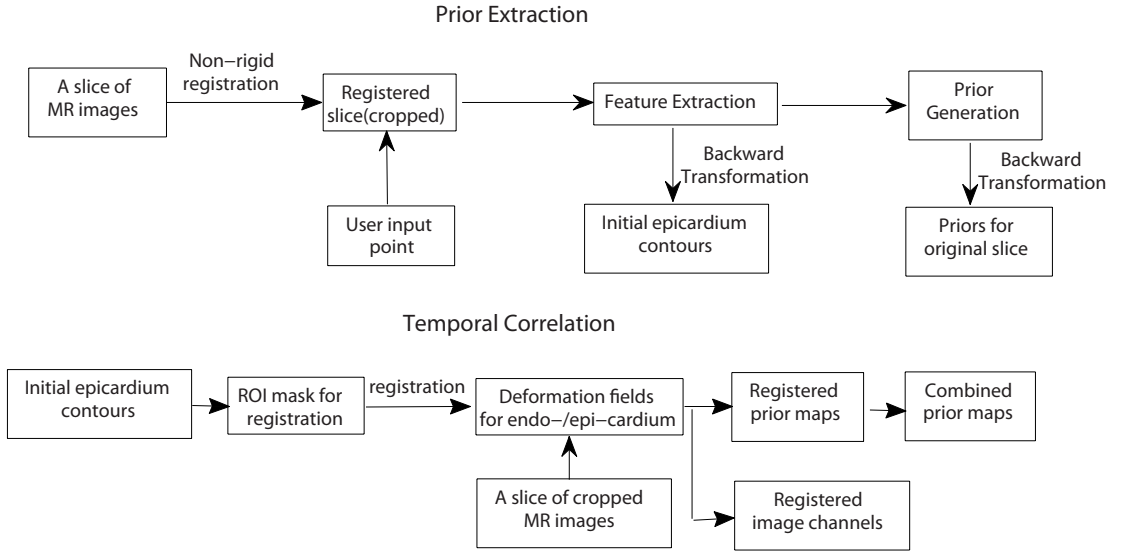 Prior Extraction
Non−rigid
registration
A slice of
MR images
Registered
slice(cropped)
Feature Extraction
Prior
Generation
Backward
Transformation
Backward
Transformation
User input
point
Initial epicardium
contours
Priors for
original slice
Temporal Correlation
Initial epicardium
contours
ROI mask for
registration
registration
Deformation fields
for endo−/epi−cardium
Registered
prior maps
Combined
prior maps
A slice of cropped
MR images
Registered
image channels